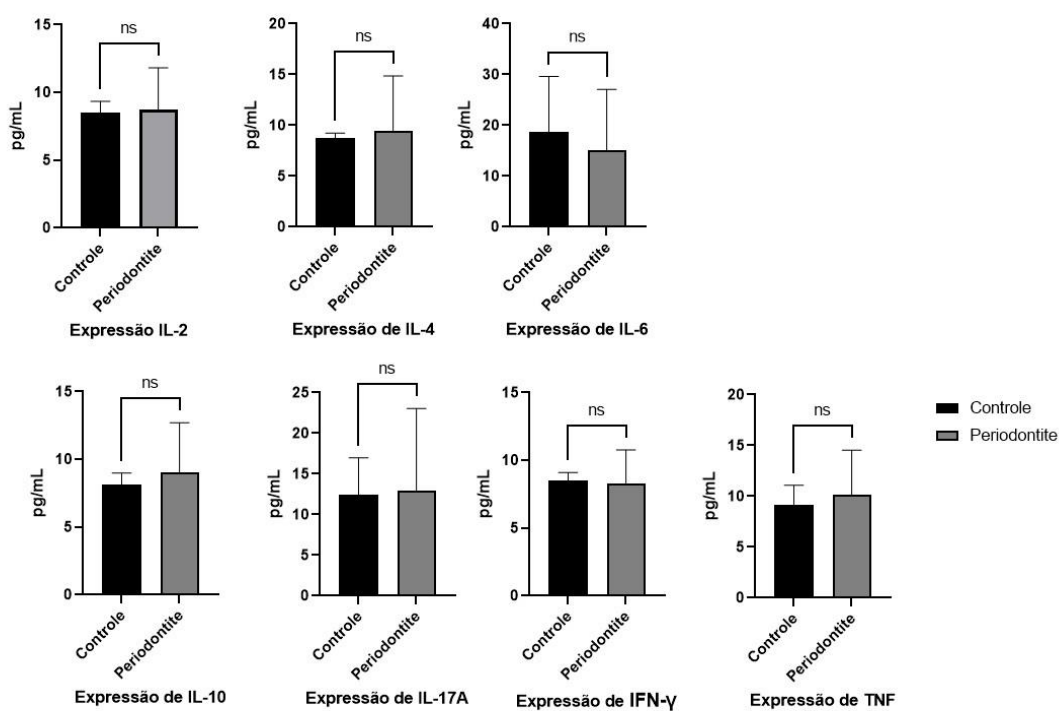 15
10
5
0
pg/mL
ns
Controle
Periodontite
Expressão IL-2
20
15
10
5
0
pg/mL
ns
Controle
Periodontite
Expressão de IL-4
40
30
20
10
0
pg/mL
ns
Controle
Periodontite
Expressão de IL-6
15
10
5
0
pg/mL
ns
Controle
Periodontite
Expressão de IL-10
25
20
15
10
5
0
pg/mL
ns
Controle
Periodontite
Expressão de IL-17A
15
10
5
0
pg/mL
ns
Controle
Periodontite
Expressão de IFN-γ
20
15
10
5
0
pg/mL
ns
Controle
Periodontite
Expressão de TNF
Controle
Periodontite